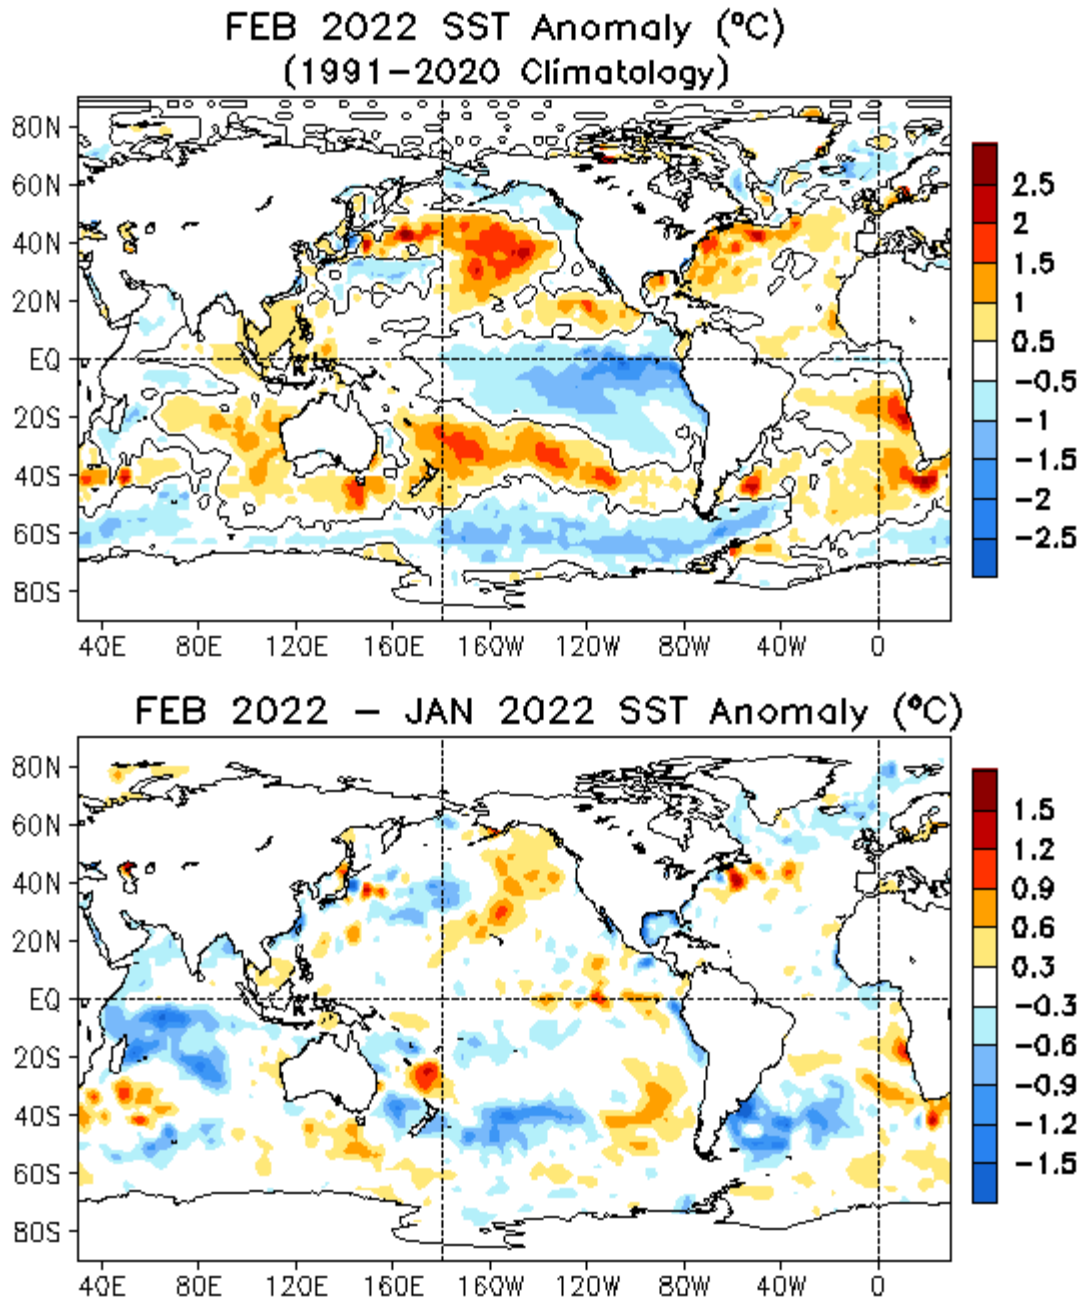 FEB 2022 SST Anomaly (ºC)
(1991-2020 Climatology)
80N
60N
40N
20N
EQ
20S
40S
60S
80S
40E 80E 120E 160E 160W 120W 80W 40W 0
2.5
2
1.5
1
0.5
-0.5
-1
-1.5
-2
-2.5
FEB 2022 - JAN 2022 SST Anomaly (ºC)
80N
60N
40N
20N
EQ
20S
40S
60S
80S
40E 80E 120E 160E 160W 120W 80W 40W 0
1.5
1.2
0.9
0.6
0.3
-0.3
-0.6
-0.9
-1.2
-1.5